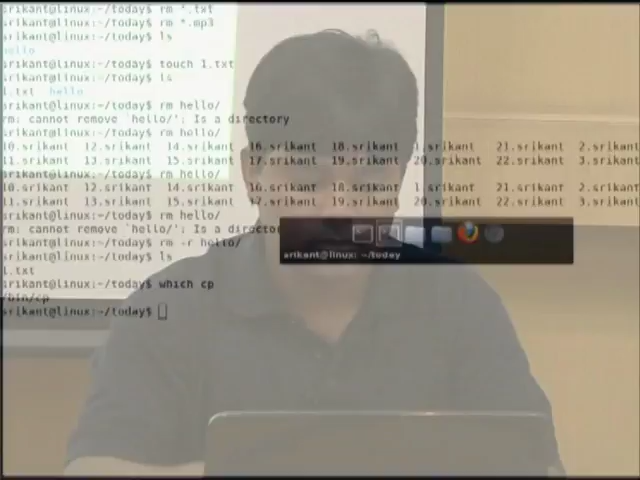 srikant@linux:~/today$ rm *.txt
srikant@linux:~/today$ rm *.mp3
srikant@linux:~/today$ ls
hello
srikant@linux:~/today$ touch 1.txt
srikant@linux:~/today$ ls
1.txt hello
srikant@linux:~/today$ rm hello/
rm: cannot remove `hello/': Is a directory
srikant@linux:~/today$ rm hello/
10.srikant 12.srikant 14.srikant 16.srikant 18.srikant 1.srikant 21.srikant 2.srikant
11.srikant 13.srikant 15.srikant 17.srikant 19.srikant 20.srikant 22.srikant 3.srikant
srikant@linux:~/today$ rm hello/
10.srikant 12.srikant 14.srikant 16.srikant 18.srikant 1.srikant 21.srikant 2.srikant
11.srikant 13.srikant 15.srikant 17.srikant 19.srikant 20.srikant 22.srikant 3.srikant
srikant@linux:~/today$ rm hello/
rm: cannot remove `hello/': Is a directo
srikant@linux:~/today$ rm -r hello/
srikant@linux: ~/today
srikant@linux:~/today$ ls
1.txt
srikant@linux:~/today$ which cp
/bin/cp
srikant@linux:~/today$